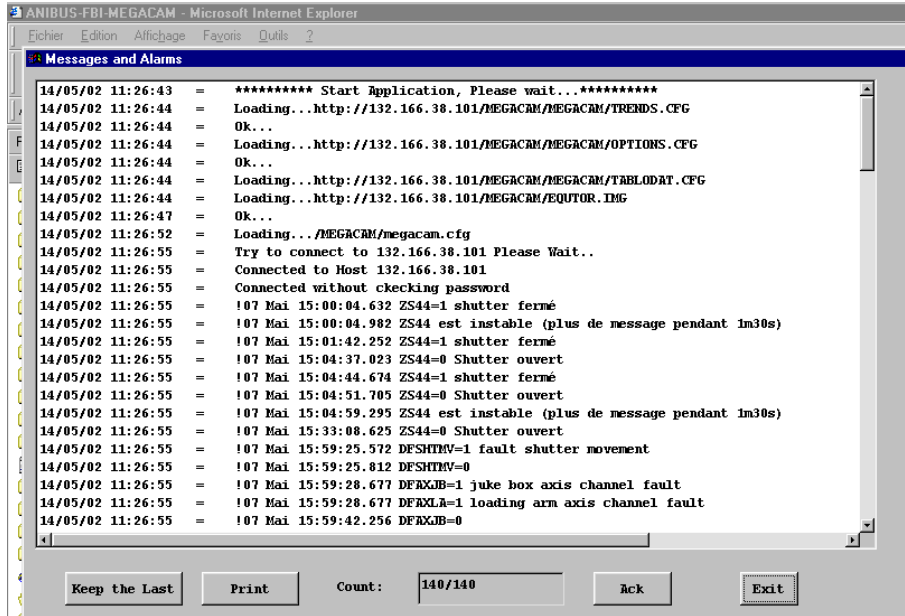 ANIBUS-FBI-MEGACAM - Microsoft Internet Explorer
Fichier Edition Affichage Favoris Outils ?
Messages and Alarms
14/05/02 11:26:43 = ********** Start Application, Please wait...**********
14/05/02 11:26:44 = Loading...http://132.166.38.101/MEGACAM/MEGACAM/TRENDS.CFG
14/05/02 11:26:44 = Ok...
14/05/02 11:26:44 = Loading...http://132.166.38.101/MEGACAM/MEGACAM/OPTIONS.CFG
14/05/02 11:26:44 = Ok...
14/05/02 11:26:44 = Loading...http://132.166.38.101/MEGACAM/MEGACAM/TABLODAT.CFG
14/05/02 11:26:44 = Loading...http://132.166.38.101/MEGACAM/EQUTOR.IMG
14/05/02 11:26:47 = Ok...
14/05/02 11:26:52 = Loading.../MEGACAM/megacam.cfg
14/05/02 11:26:55 = Try to connect to 132.166.38.101 Please Wait..
14/05/02 11:26:55 = Connected to Host 132.166.38.101
14/05/02 11:26:55 = Connected without ckecking password
14/05/02 11:26:55 = !07 Mai 15:00:04.632 ZS44=1 shutter fermé
14/05/02 11:26:55 = !07 Mai 15:00:04.982 ZS44 est instable (plus de message pendant 1m30s)
14/05/02 11:26:55 = !07 Mai 15:01:42.252 ZS44=1 shutter fermé
14/05/02 11:26:55 = !07 Mai 15:04:37.023 ZS44=0 Shutter ouvert
14/05/02 11:26:55 = !07 Mai 15:04:44.674 ZS44=1 shutter fermé
14/05/02 11:26:55 = !07 Mai 15:04:51.705 ZS44=0 Shutter ouvert
14/05/02 11:26:55 = !07 Mai 15:04:59.295 ZS44 est instable (plus de message pendant 1m30s)
14/05/02 11:26:55 = !07 Mai 15:33:08.625 ZS44=0 Shutter ouvert
14/05/02 11:26:55 = !07 Mai 15:59:25.572 DFSHTMV=1 fault shutter movement
14/05/02 11:26:55 = !07 Mai 15:59:25.812 DFSHTMV=0
14/05/02 11:26:55 = !07 Mai 15:59:28.677 DFAXJB=1 juke box axis channel fault
14/05/02 11:26:55 = !07 Mai 15:59:28.677 DFAXLA=1 loading arm axis channel fault
14/05/02 11:26:55 = !07 Mai 15:59:42.256 DFAXJB=0
Keep the Last Print Count: 140/140 Ack Exit